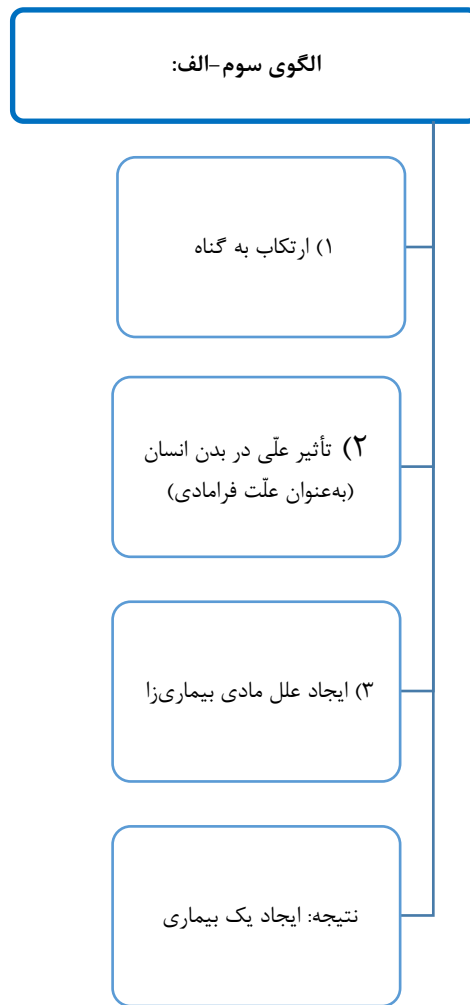 الگوی سوم-الف:
۱) ارتکاب به گناه
۲) تأثیر علّی در بدن انسان
(به‌عنوان علّت فرامادی)
۳) ایجاد علل مادی بیماری‌زا
نتیجه: ایجاد یک بیماری